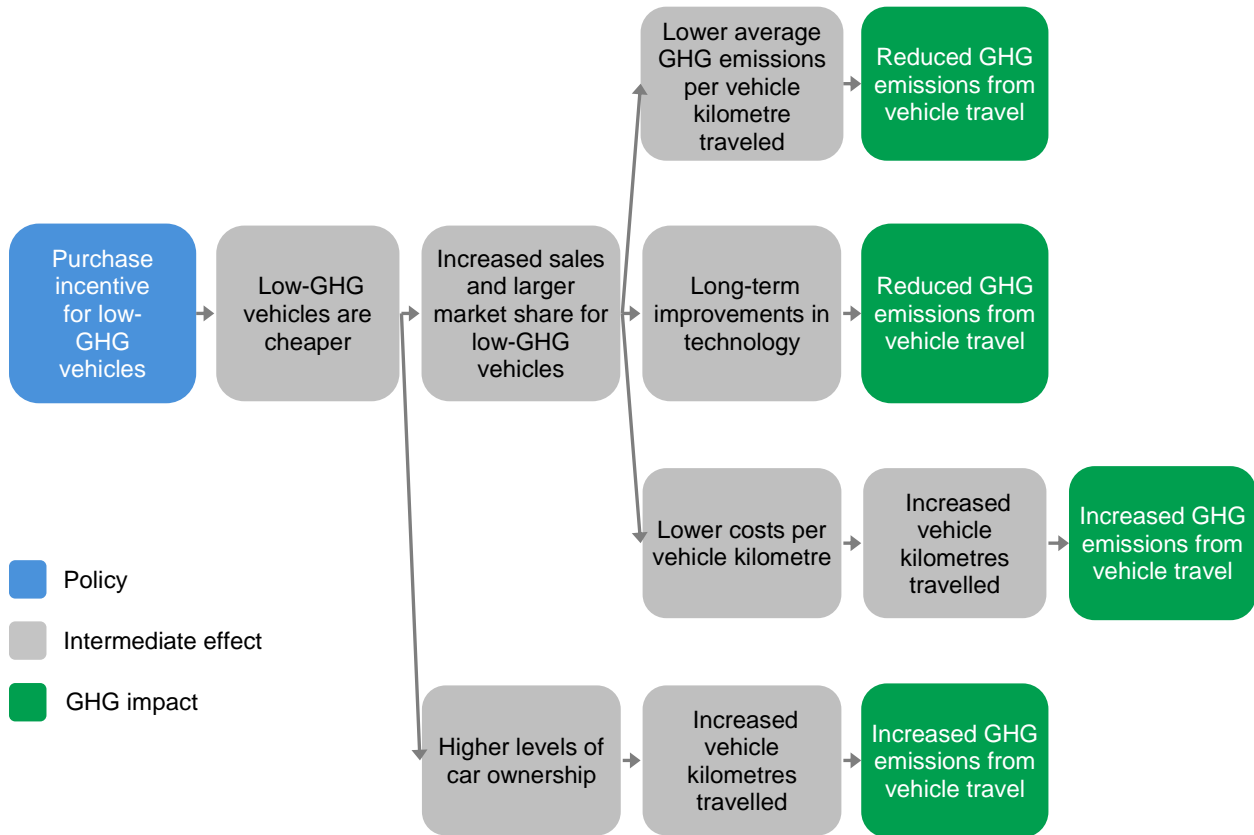 Lower average
GHG emissions
per vehicle
kilometre
traveled
Reduced GHG
emissions from
vehicle travel
Purchase
incentive
for low-
GHG
vehicles
Low-GHG
vehicles are
cheaper
Increased sales
and larger
market share for
low-GHG
vehicles
Long-term
improvements in
technology
Reduced GHG
emissions from
vehicle travel
Lower costs per
vehicle kilometre
Increased
vehicle
kilometres
travelled
Increased GHG
emissions from
vehicle travel
Policy
Intermediate effect
GHG impact
Higher levels of
car ownership
Increased
vehicle
kilometres
travelled
Increased GHG
emissions from
vehicle travel